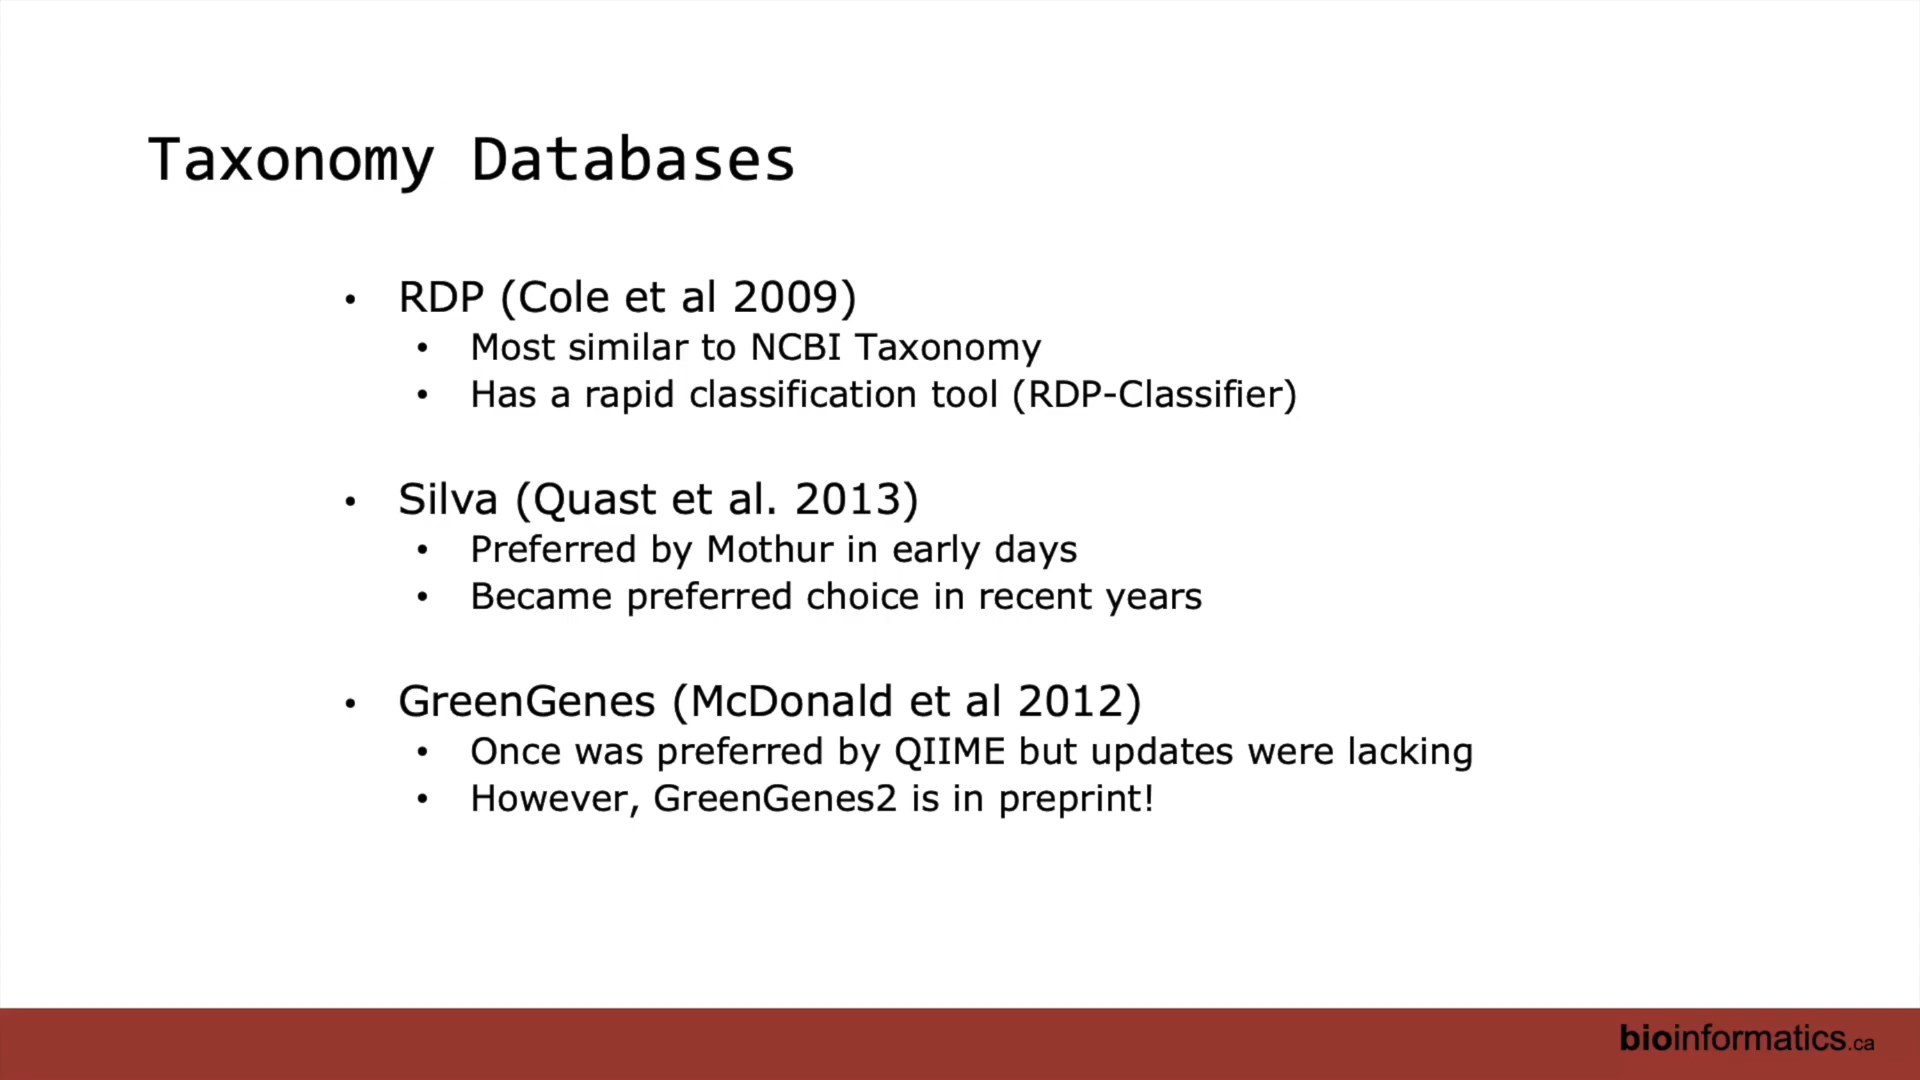 Taxonomy Databases
• RDP (Cole et al 2009)
• Most similar to NCBI Taxonomy
• Has a rapid classification tool (RDP-Classifier)
• Silva (Quast et al. 2013)
• Preferred by Mothur in early days
• Became preferred choice in recent years
• GreenGenes (McDonald et al 2012)
• Once was preferred by QIIME but updates were lacking
• However, GreenGenes2 is in preprint!
bioinformatics.ca